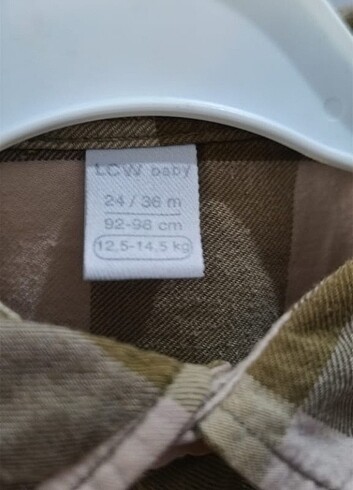 LCW baby
24 / 36 m
92-98 cm
12,5-14,5 kg